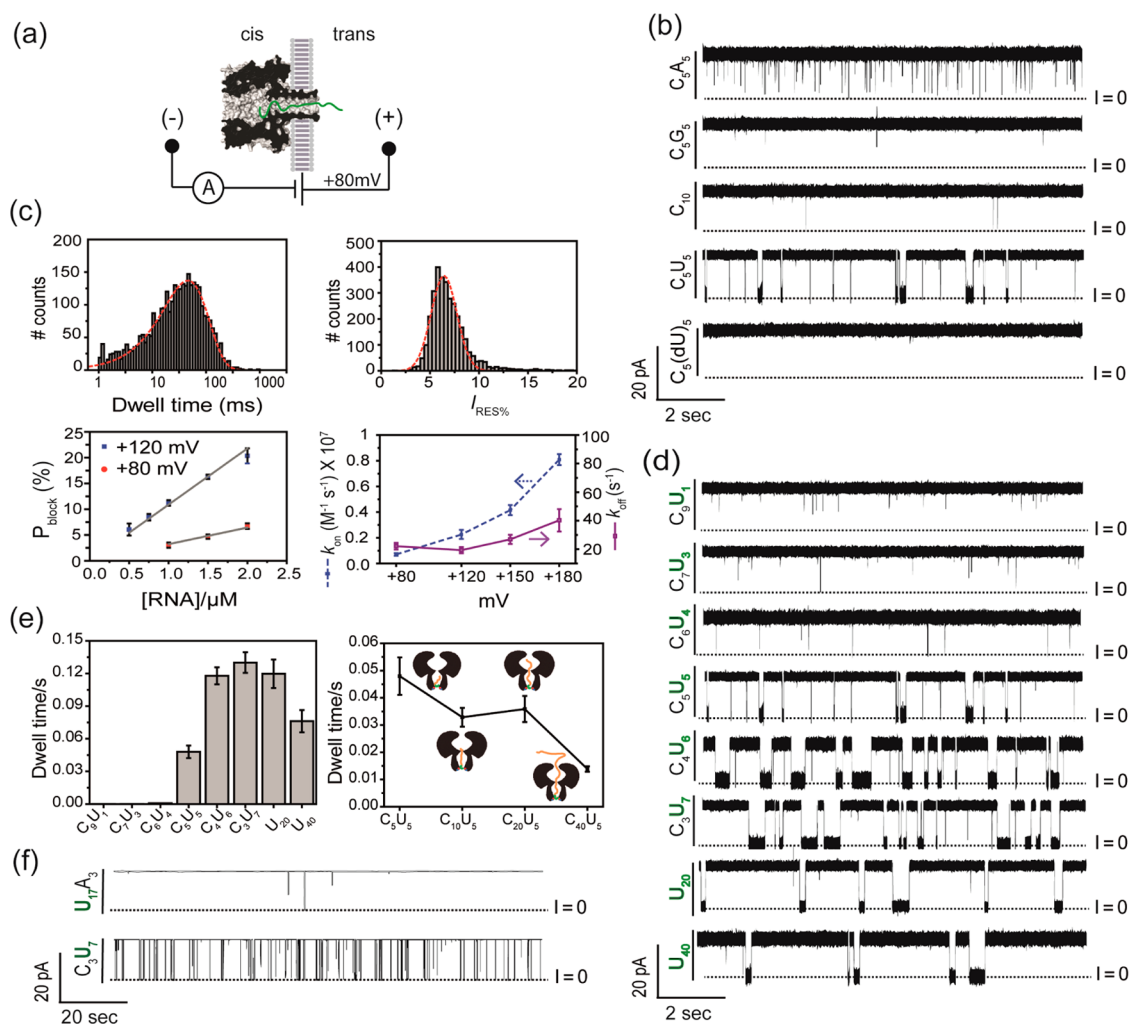 (a)
cis trans
(-) (+)
A
+80mV
(b)
C5A5
I = 0
C5G5
I = 0
C10
I = 0
C5U5
I = 0
C5(dU)5
I = 0
20 pA
2 sec
(c)
# counts
200
150
100
50
0
1 10 100 1000
Dwell time (ms)
# counts
500
400
300
200
100
0
0 5 10 15 20
IRES%
Pblock (%)
25
20
15
10
5
0
+120 mV
+80 mV
0.0 0.5 1.0 1.5 2.0 2.5
[RNA]/µM
kon (M-1 s-1) X 10^7
1
0.8
0.6
0.4
0.2
0
100
80
60
40
20
koff (s-1)
+80 +120 +150 +180
mV
(d)
C9U1
I = 0
C7U3
I = 0
C6U4
I = 0
C5U5
I = 0
C4U6
I = 0
C3U7
I = 0
U20
I = 0
U40
I = 0
20 pA
2 sec
(e)
Dwell time/s
0.15
0.12
0.09
0.06
0.03
0.00
C9U1 C7U3 C6U4 C5U5 C4U6 C3U7 U20 U40
Dwell time/s
0.06
0.05
0.04
0.03
0.02
0.01
0.00
C5U5 C10U5 C20U5 C40U5
(f)
U17A3
I = 0
C3U7
I = 0
20 pA
20 sec